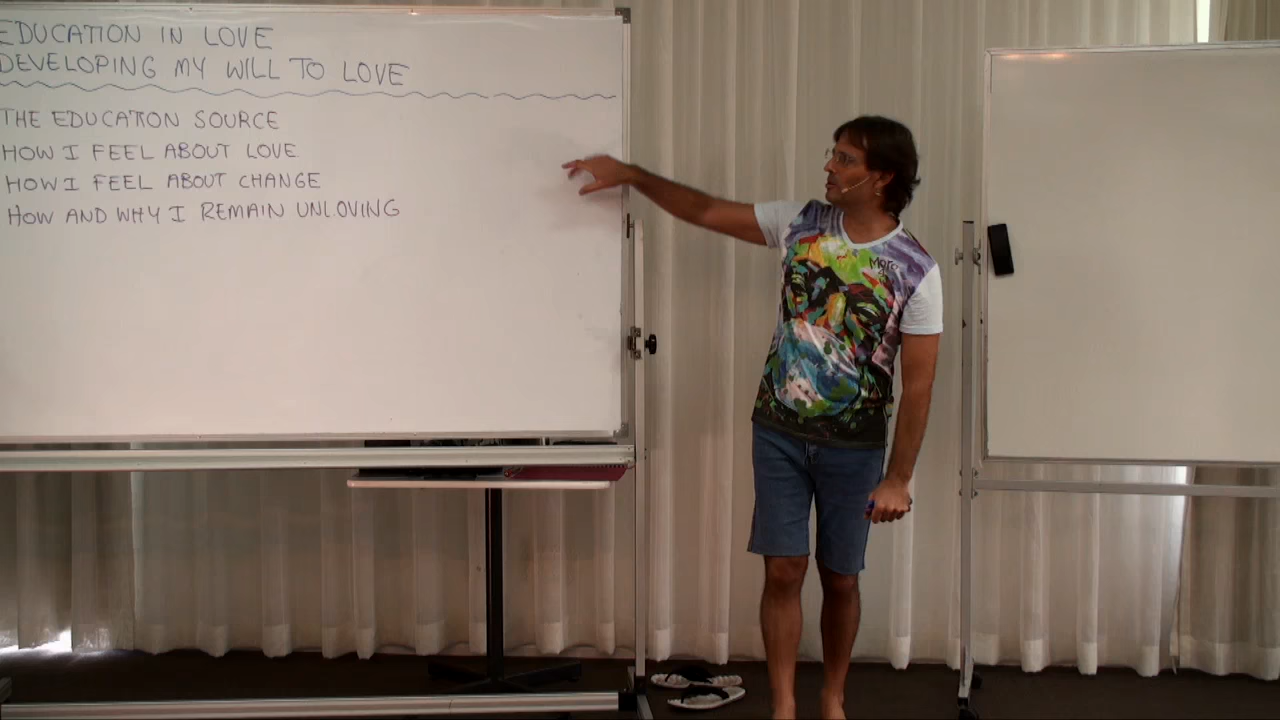 EDUCATION IN LOVE
DEVELOPING MY WILL TO LOVE
THE EDUCATION SOURCE
HOW I FEEL ABOUT LOVE
HOW I FEEL ABOUT CHANGE
HOW AND WHY I REMAIN UNLOVING